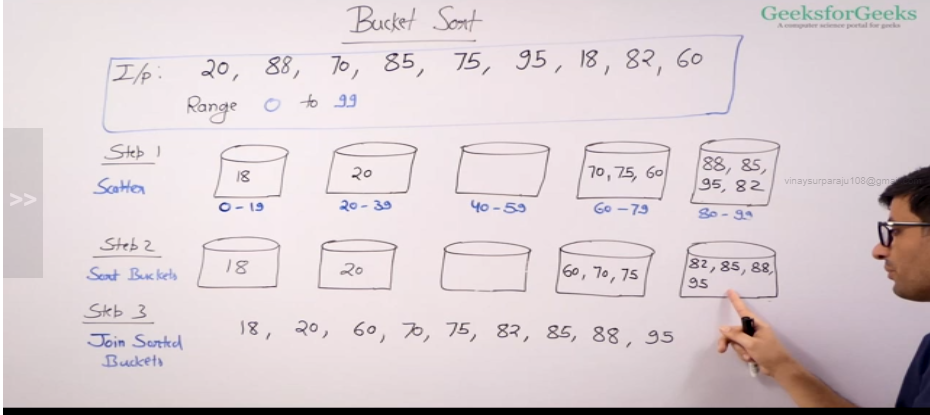 Bucket Sort
GeeksforGeeks
A computer science portal for geeks
I/p: 20, 88, 70, 85, 75, 95, 18, 82, 60
Range 0 to 99
Step 1
Scatter
18
20
70, 75, 60
88, 85,
95, 82
0-19
20-39
40-59
60-79
80-99
>>
Step 2
Sort Buckets
18
20
60, 70, 75
82, 85, 88,
95
Step 3
Join Sorted
Buckets
18, 20, 60, 70, 75, 82, 85, 88, 95